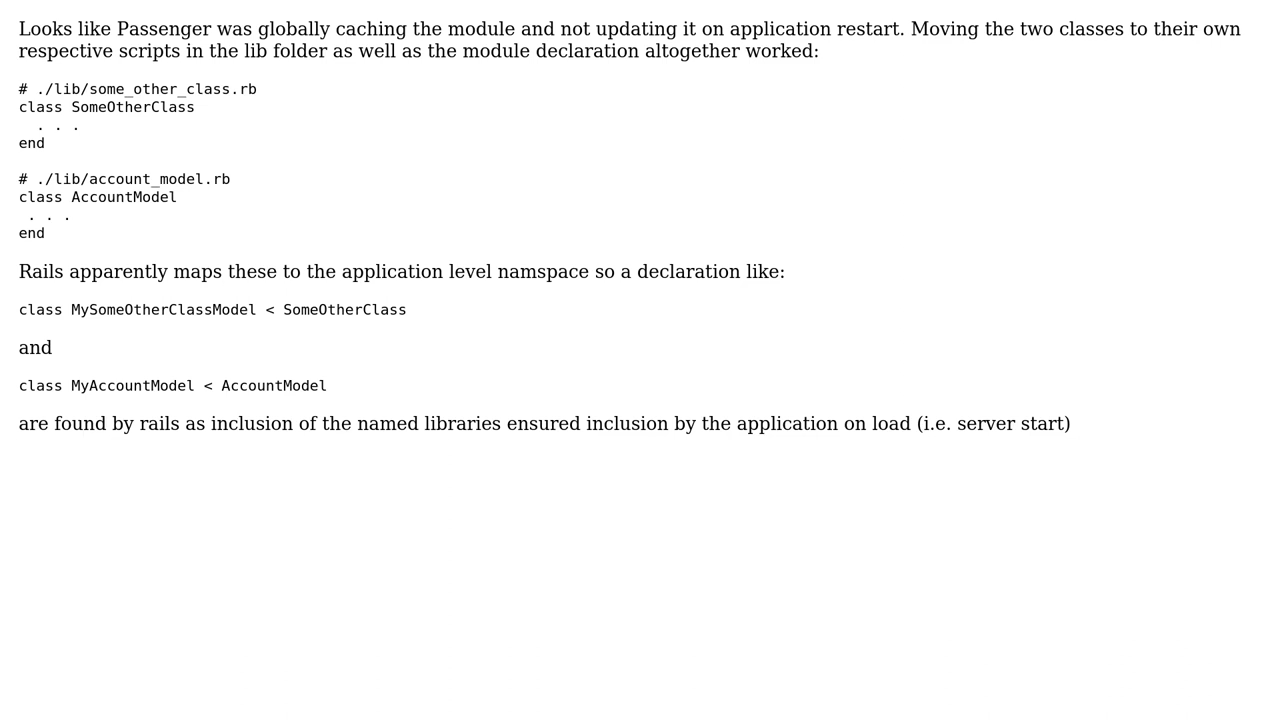 Looks like Passenger was globally caching the module and not updating it on application restart. Moving the two classes to their own
respective scripts in the lib folder as well as the module declaration altogether worked:
# ./lib/some_other_class.rb
class SomeOtherClass
  . . .
end
# ./lib/account_model.rb
class AccountModel
 . . .
end
Rails apparently maps these to the application level namspace so a declaration like:
class MySomeOtherClassModel < SomeOtherClass
and
class MyAccountModel < AccountModel
are found by rails as inclusion of the named libraries ensured inclusion by the application on load (i.e. server start)